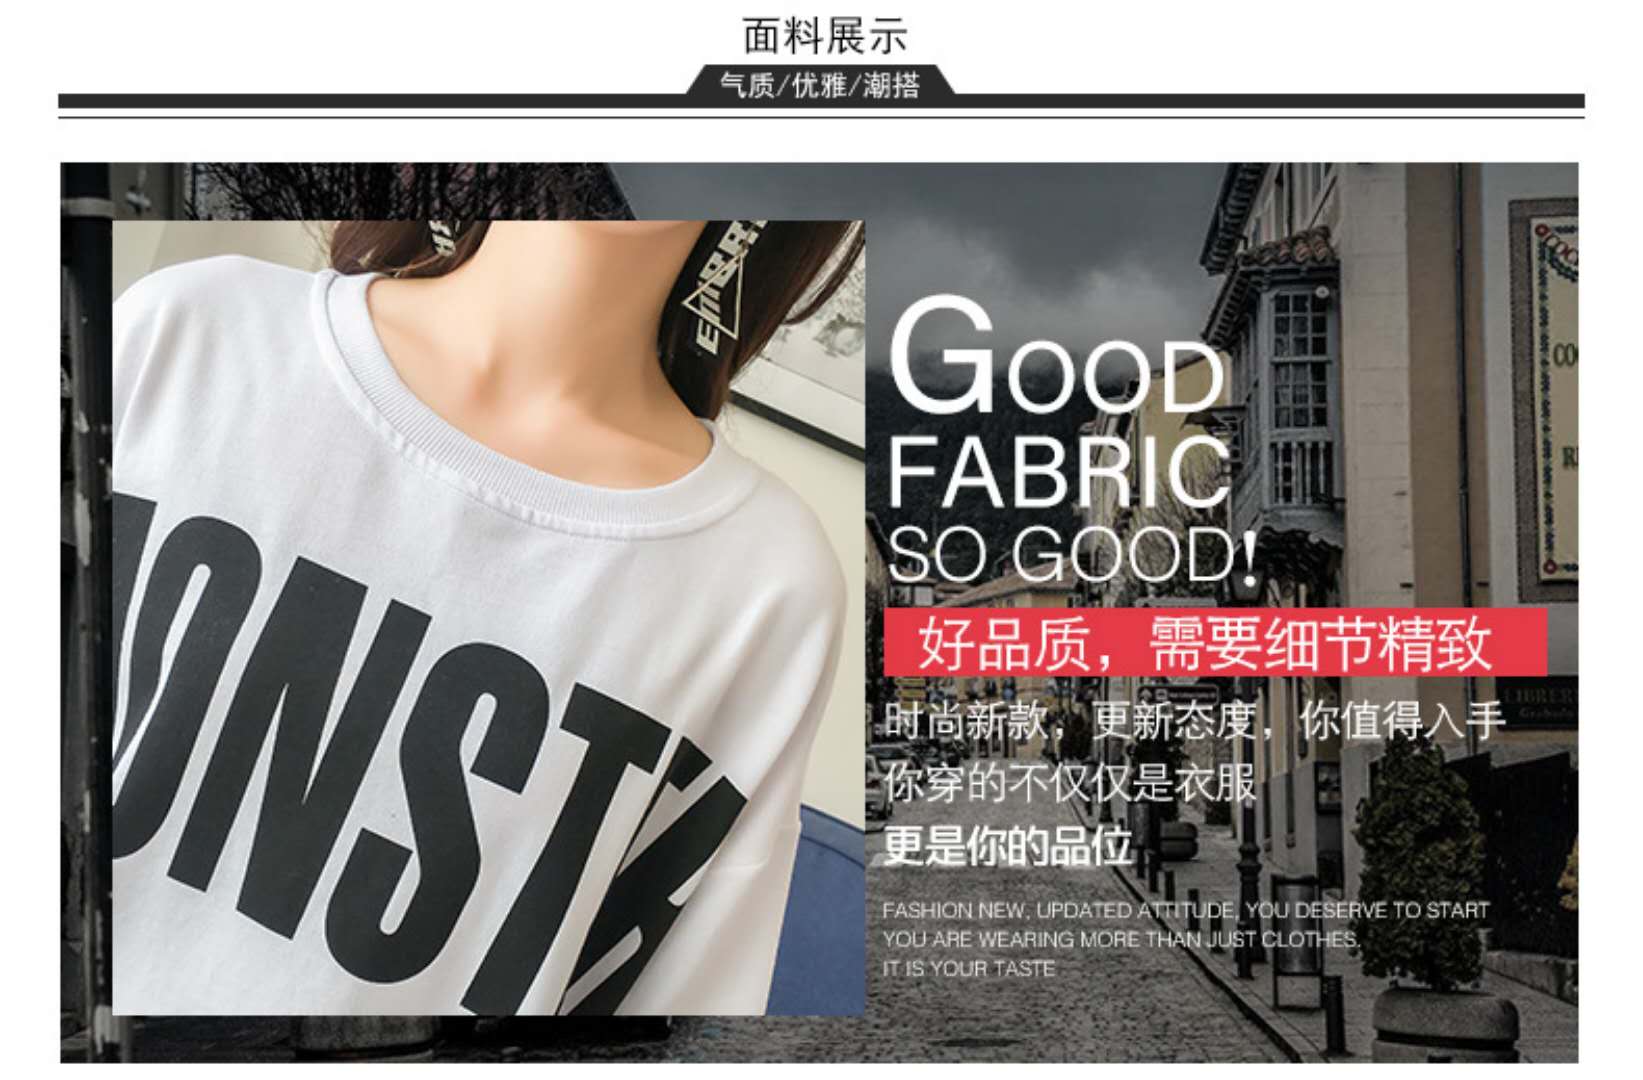 面料展示
气质/优雅/潮搭
GOOD
FABRIC
SO GOOD!
好品质，需要细节精致
时尚新款，更新态度，你值得入手
你穿的不仅仅是衣服
更是你的品位
FASHION NEW, UPDATED ATTITUDE, YOU DESERVE TO START
YOU ARE WEARING MORE THAN JUST CLOTHES.
IT IS YOUR TASTE
ONST